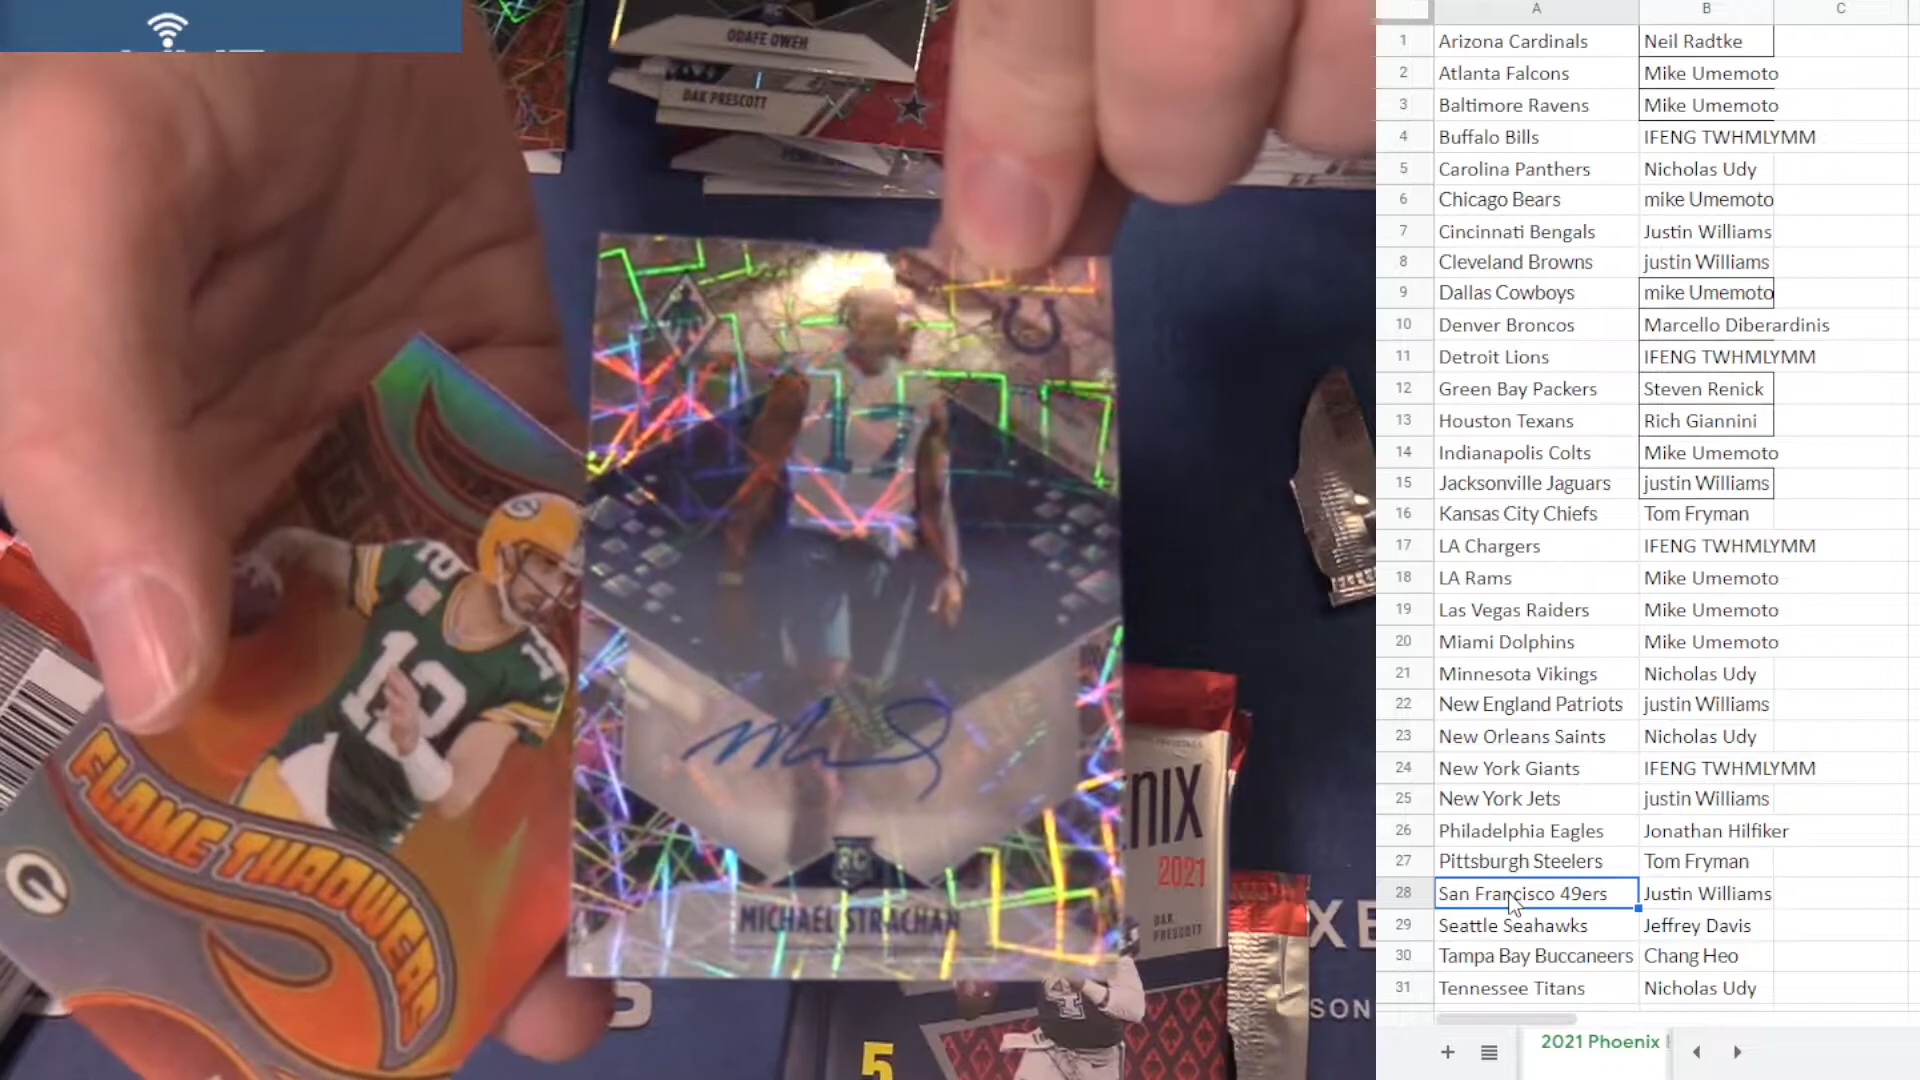 ODAFE OWEH
DAK PRESCOTT
17
12
FLAME THROWERS
G
RC
MICHAEL STRACHAN
NIX
2021
DAK
PRESCOTT
XE
SON
S
5
A B C
1 Arizona Cardinals Neil Radtke
2 Atlanta Falcons Mike Umemoto
3 Baltimore Ravens Mike Umemoto
4 Buffalo Bills IFENG TWHMLYMM
5 Carolina Panthers Nicholas Udy
6 Chicago Bears mike Umemoto
7 Cincinnati Bengals Justin Williams
8 Cleveland Browns justin Williams
9 Dallas Cowboys mike Umemoto
10 Denver Broncos Marcello Diberardinis
11 Detroit Lions IFENG TWHMLYMM
12 Green Bay Packers Steven Renick
13 Houston Texans Rich Giannini
14 Indianapolis Colts Mike Umemoto
15 Jacksonville Jaguars justin Williams
16 Kansas City Chiefs Tom Fryman
17 LA Chargers IFENG TWHMLYMM
18 LA Rams Mike Umemoto
19 Las Vegas Raiders Mike Umemoto
20 Miami Dolphins Mike Umemoto
21 Minnesota Vikings Nicholas Udy
22 New England Patriots justin Williams
23 New Orleans Saints Nicholas Udy
24 New York Giants IFENG TWHMLYMM
25 New York Jets justin Williams
26 Philadelphia Eagles Jonathan Hilfiker
27 Pittsburgh Steelers Tom Fryman
28 San Francisco 49ers Justin Williams
29 Seattle Seahawks Jeffrey Davis
30 Tampa Bay Buccaneers Chang Heo
31 Tennessee Titans Nicholas Udy
2021 Phoenix